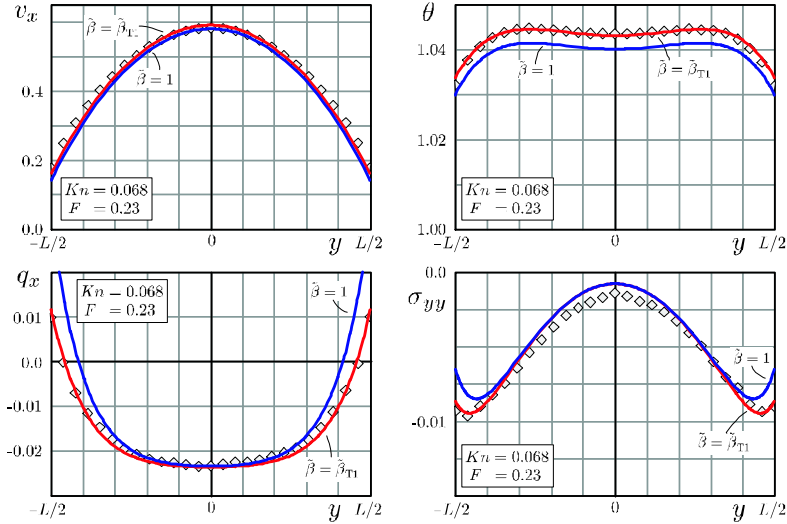 v_x
β̃ = β̃_T1
β̃ = 1
0.4
0.2
0.0
Kn = 0.068
F = 0.23
−L/2
0
y
L/2
θ
1.04
1.02
1.00
β̃ = 1
β̃ = β̃_T1
Kn = 0.068
F = 0.23
−L/2
0
y
L/2
q_x
0.01
0.0
-0.01
-0.02
Kn = 0.068
F = 0.23
β̃ = 1
β̃ = β̃_T1
−L/2
0
y
L/2
σ_yy
0.0
-0.01
β̃ = 1
β̃ = β̃_T1
Kn = 0.068
F = 0.23
−L/2
0
y
L/2